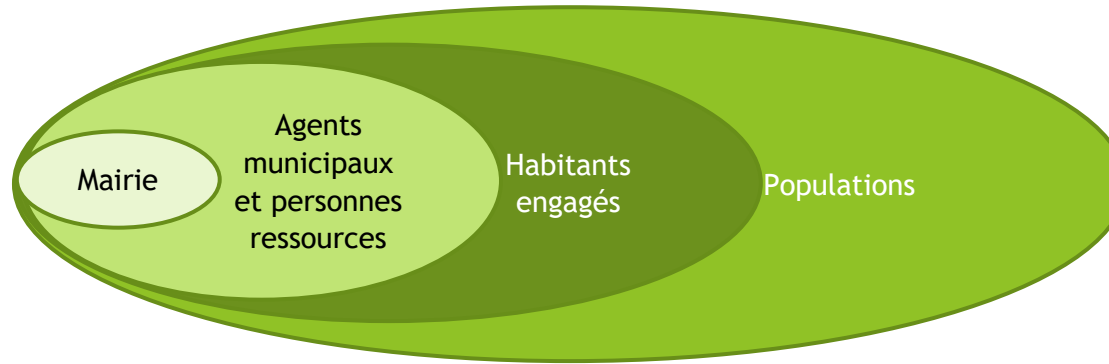 Mairie
Agents
municipaux
et personnes
ressources
Habitants
engagés
Populations